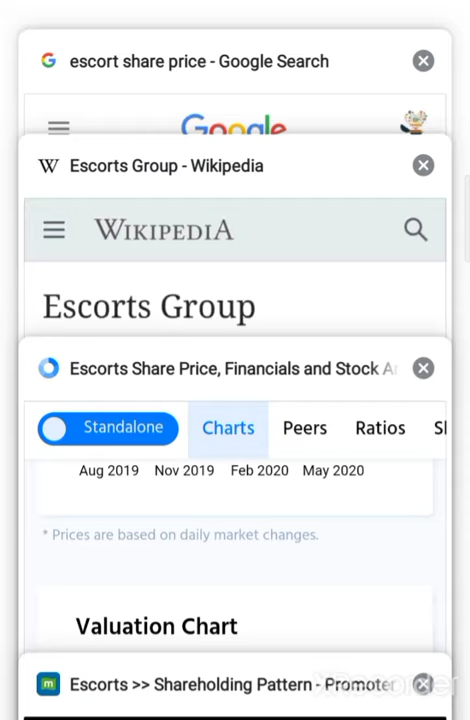 escort share price - Google Search
Google
Escorts Group - Wikipedia
WIKIPEDIA
Escorts Group
Escorts Share Price, Financials and Stock
Standalone Charts Peers Ratios
Aug 2019 Nov 2019 Feb 2020 May 2020
* Prices are based on daily market changes.
Valuation Chart
Escorts >> Shareholding Pattern - Promoter
XRecorder